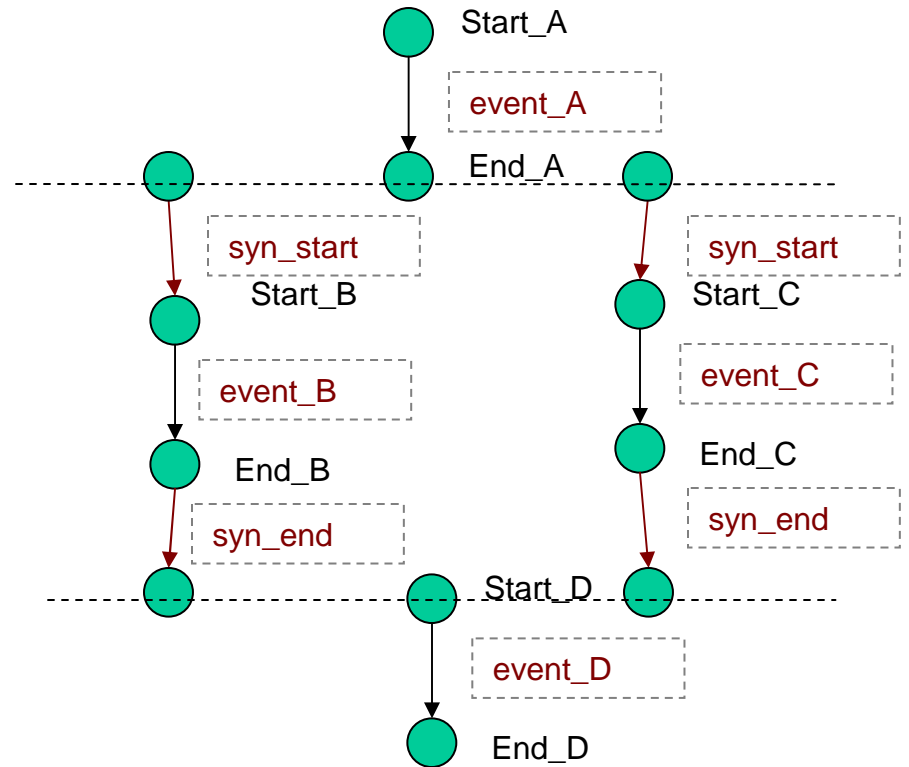 Start_A
event_A
End_A
syn_start
syn_start
Start_B
Start_C
event_B
event_C
End_B
End_C
syn_end
syn_end
Start_D
event_D
End_D